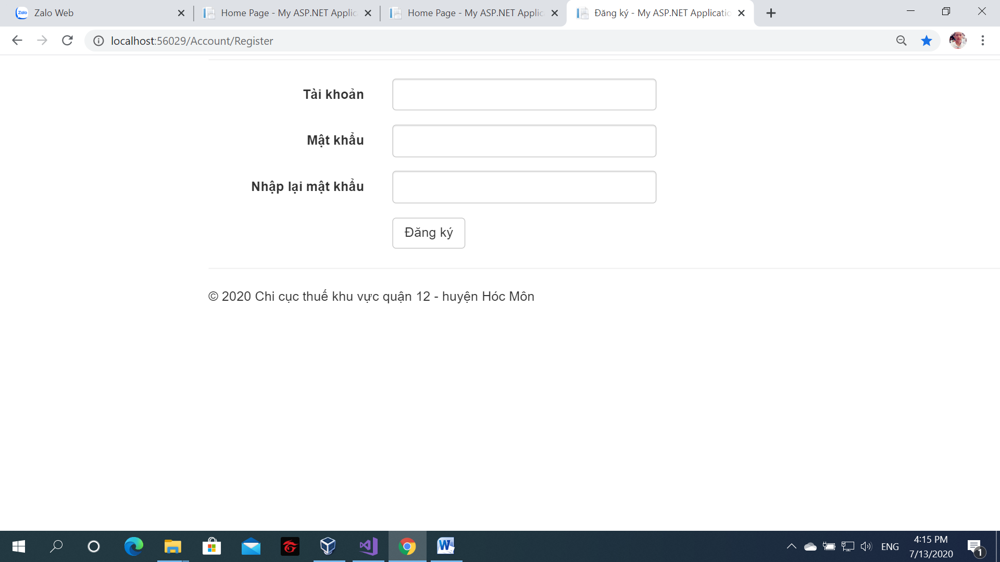 Zalo Web
Home Page - My ASP.NET Applic
Home Page - My ASP.NET Applic
Đăng ký - My ASP.NET Applicatio
localhost:56029/Account/Register
Tài khoản
Mật khẩu
Nhập lại mật khẩu
Đăng ký
© 2020 Chi cục thuế khu vực quận 12 - huyện Hóc Môn
ENG
4:15 PM
7/13/2020
1